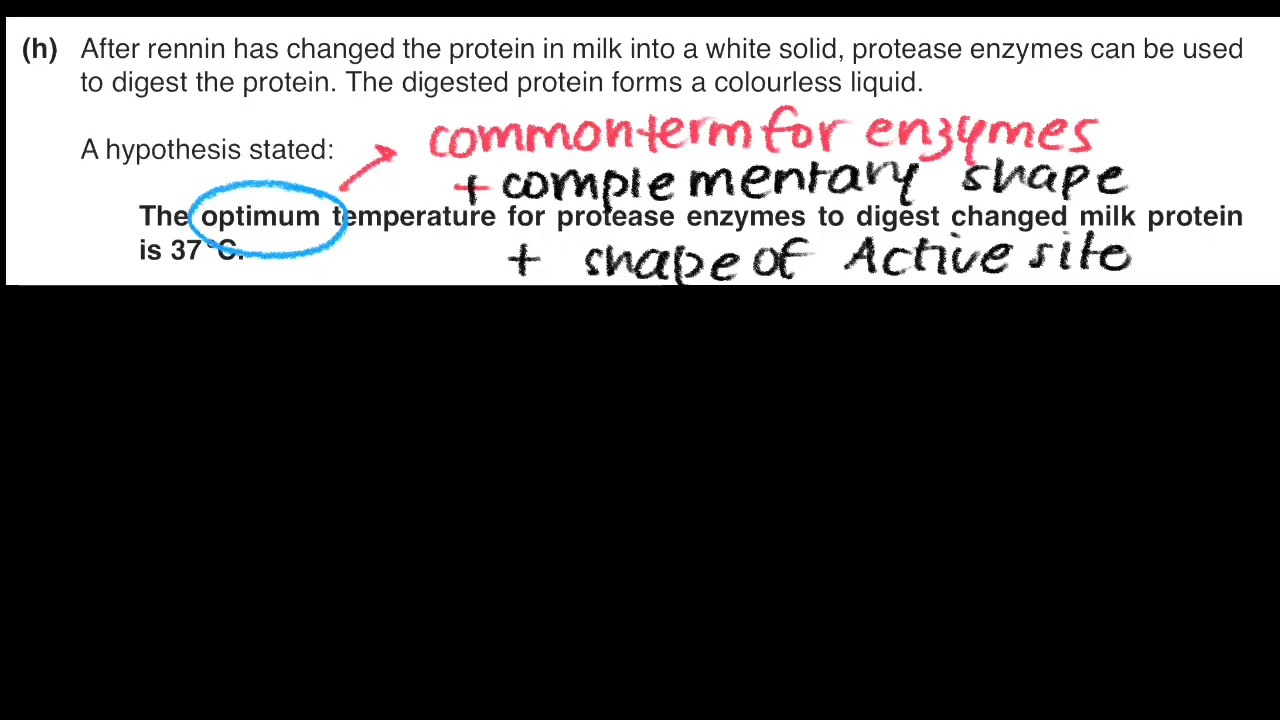 (h) After rennin has changed the protein in milk into a white solid, protease enzymes can be used
to digest the protein. The digested protein forms a colourless liquid.
common term for enzymes
A hypothesis stated:
+ complementary shape
The optimum temperature for protease enzymes to digest changed milk protein
is 37 °C.
+ shape of Active site